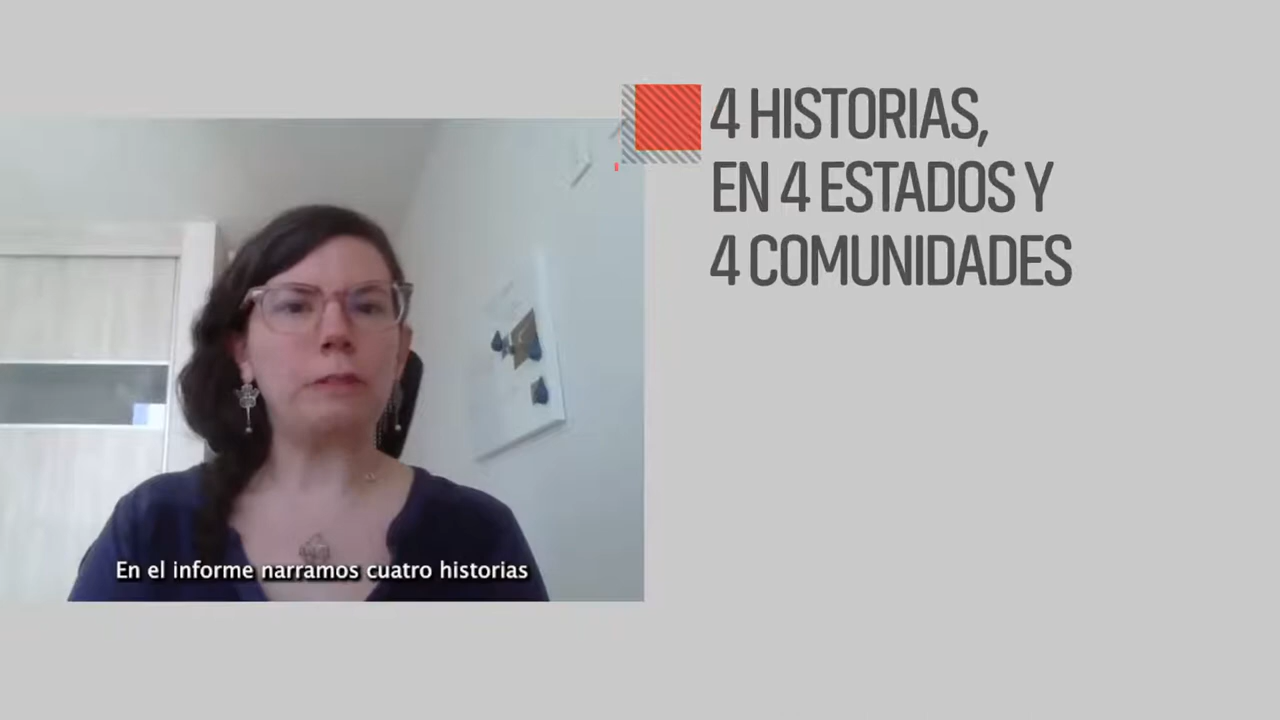 4 HISTORIAS,
EN 4 ESTADOS Y
4 COMUNIDADES
En el informe narramos cuatro historias